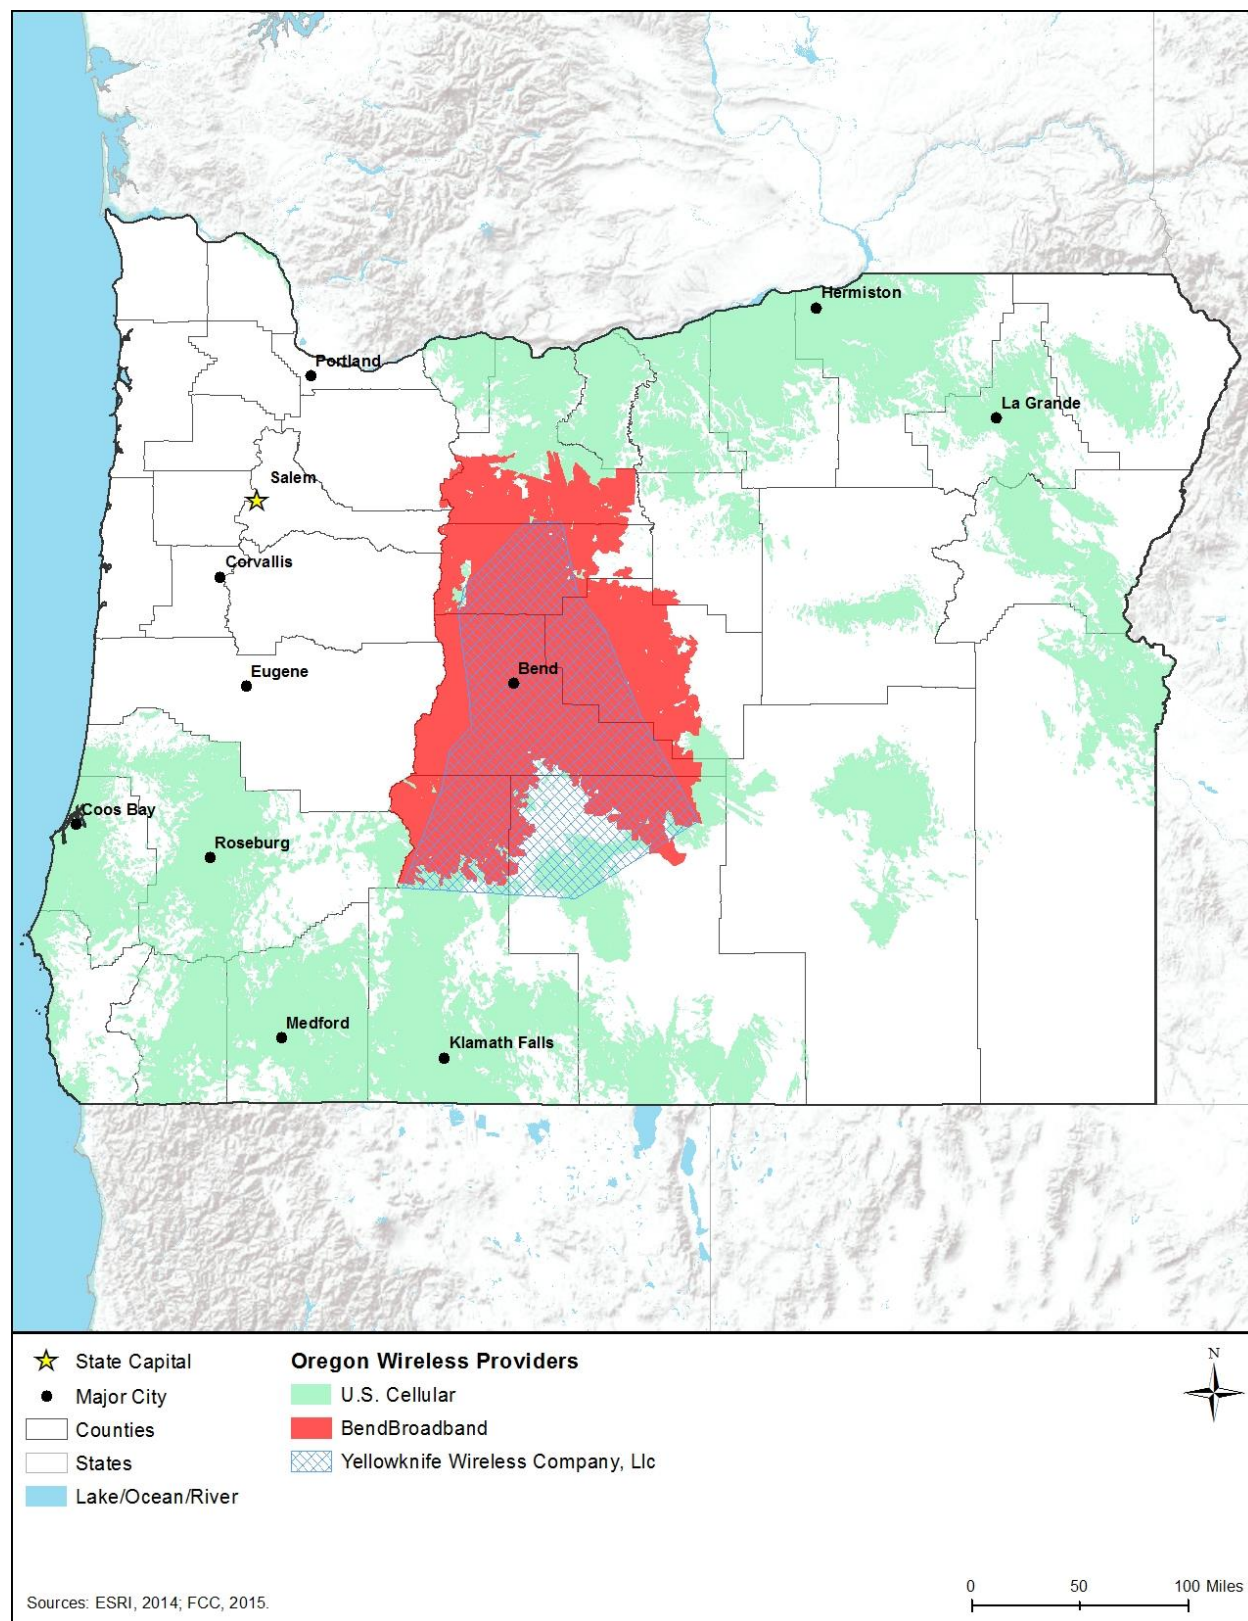 Hermiston
Portland
La Grande
Salem
Corvallis
Bend
Eugene
Coos Bay
Roseburg
Medford
Klamath Falls
State Capital
Major City
Counties
States
Lake/Ocean/River
Oregon Wireless Providers
U.S. Cellular
BendBroadband
Yellowknife Wireless Company, Llc
N
Sources: ESRI, 2014; FCC, 2015.
0 50 100 Miles